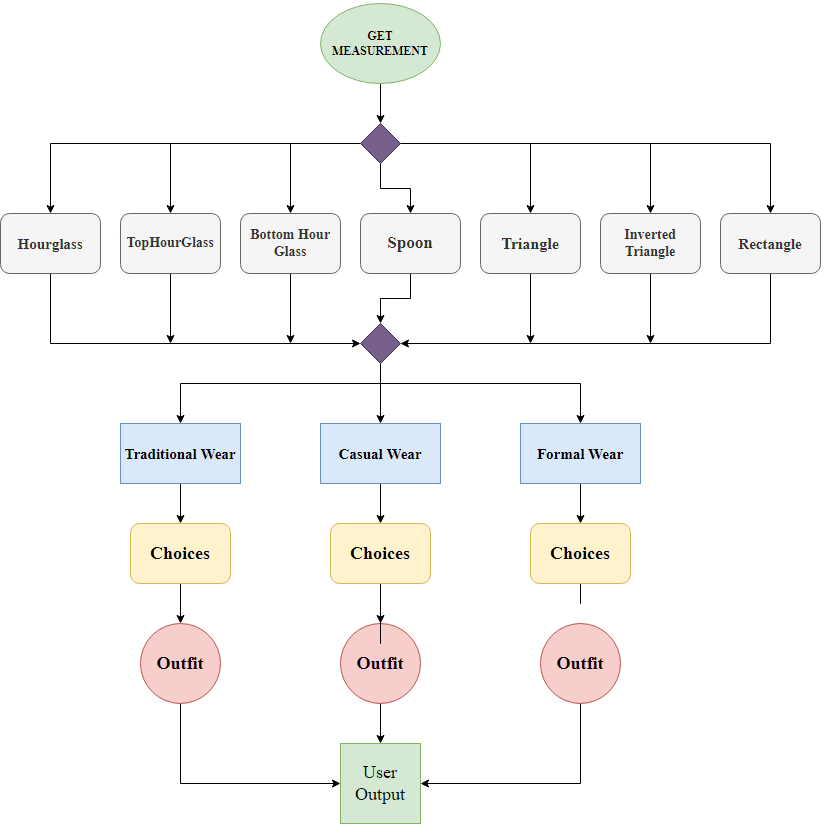 GET
MEASUREMENT
Hourglass
TopHourGlass
Bottom Hour
Glass
Spoon
Triangle
Inverted
Triangle
Rectangle
Traditional Wear
Casual Wear
Formal Wear
Choices
Choices
Choices
Outfit
Outfit
Outfit
User
Output